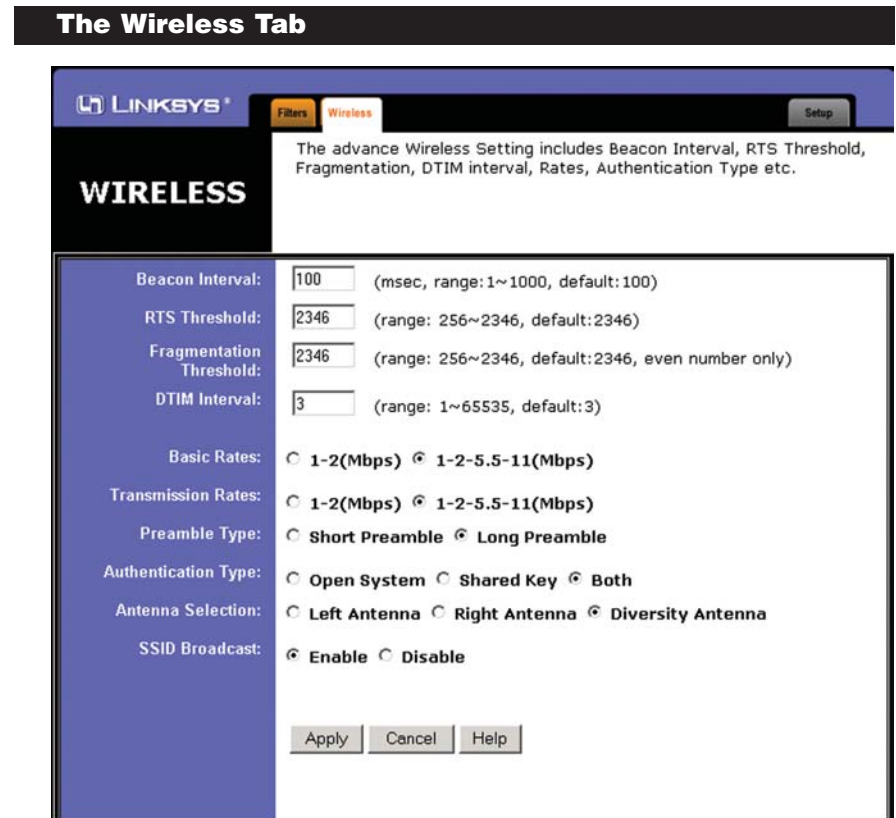 The Wireless Tab
LINKSYS®
Filters Wireless Setup
WIRELESS
The advance Wireless Setting includes Beacon Interval, RTS Threshold,
Fragmentation, DTIM interval, Rates, Authentication Type etc.
Beacon Interval: 100 (msec, range:1~1000, default:100)
RTS Threshold: 2346 (range: 256~2346, default:2346)
Fragmentation
Threshold: 2346 (range: 256~2346, default:2346, even number only)
DTIM Interval: 3 (range: 1~65535, default:3)
Basic Rates: 1-2(Mbps) 1-2-5.5-11(Mbps)
Transmission Rates: 1-2(Mbps) 1-2-5.5-11(Mbps)
Preamble Type: Short Preamble Long Preamble
Authentication Type: Open System Shared Key Both
Antenna Selection: Left Antenna Right Antenna Diversity Antenna
SSID Broadcast: Enable Disable
Apply Cancel Help